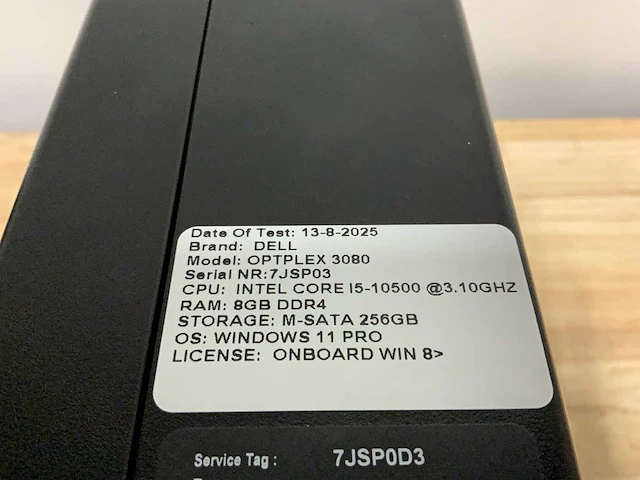 Date Of Test: 13-8-2025
Brand: DELL
Model: OPTPLEX 3080
Serial NR:7JSP03
CPU: INTEL CORE I5-10500 @3.10GHZ
RAM: 8GB DDR4
STORAGE: M-SATA 256GB
OS: WINDOWS 11 PRO
LICENSE: ONBOARD WIN 8>
Service Tag : 7JSP0D3